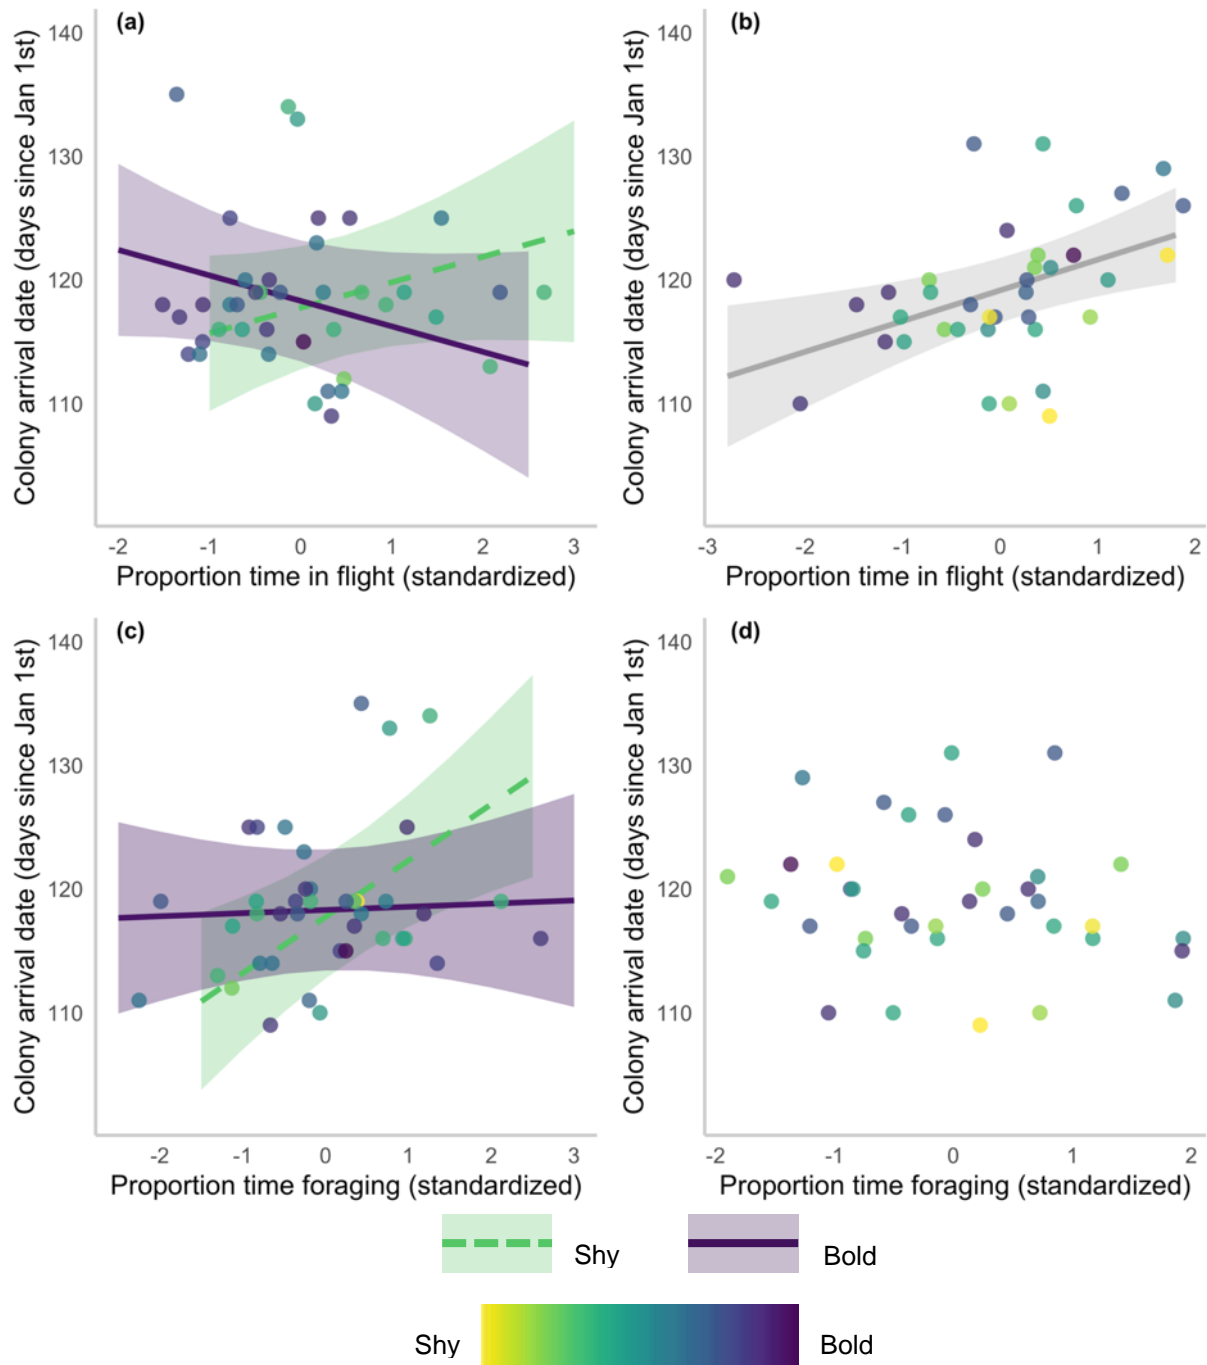 (a)
140
130
120
110
Colony arrival date (days since Jan 1st)
-2 -1 0 1 2 3
Proportion time in flight (standardized)
(b)
140
130
120
110
Colony arrival date (days since Jan 1st)
-3 -2 -1 0 1 2
Proportion time in flight (standardized)
(c)
140
130
120
110
Colony arrival date (days since Jan 1st)
-2 -1 0 1 2 3
Proportion time foraging (standardized)
(d)
140
130
120
110
Colony arrival date (days since Jan 1st)
-2 -1 0 1 2
Proportion time foraging (standardized)
Shy Bold
Shy Bold